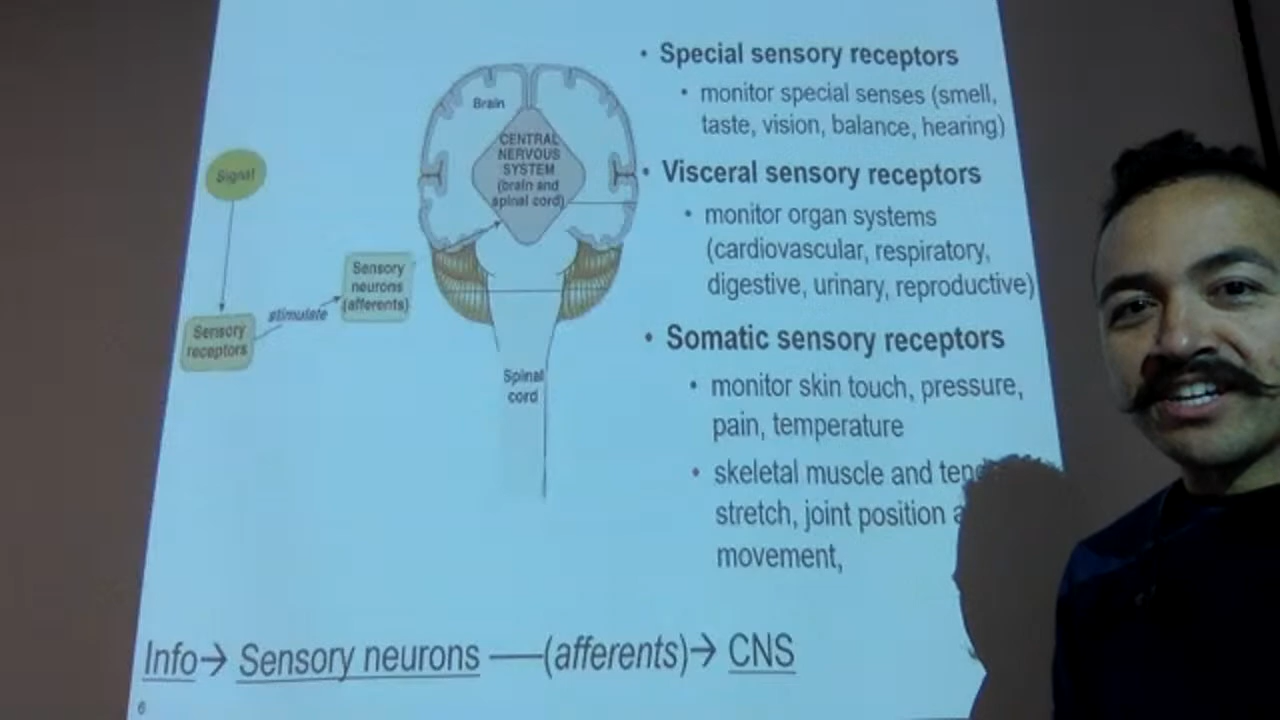 • Special sensory receptors
• monitor special senses (smell,
taste, vision, balance, hearing)
• Visceral sensory receptors
• monitor organ systems
(cardiovascular, respiratory,
digestive, urinary, reproductive)
• Somatic sensory receptors
• monitor skin touch, pressure,
pain, temperature
• skeletal muscle and
stretch, joint position
movement,
Brain
CENTRAL
NERVOUS
SYSTEM
(brain and
spinal cord)
Signal
Sensory
neurons
(afferents)
stimulate
Sensory
receptors
Spinal
cord
Info→ Sensory neurons —(afferents)→ CNS
6